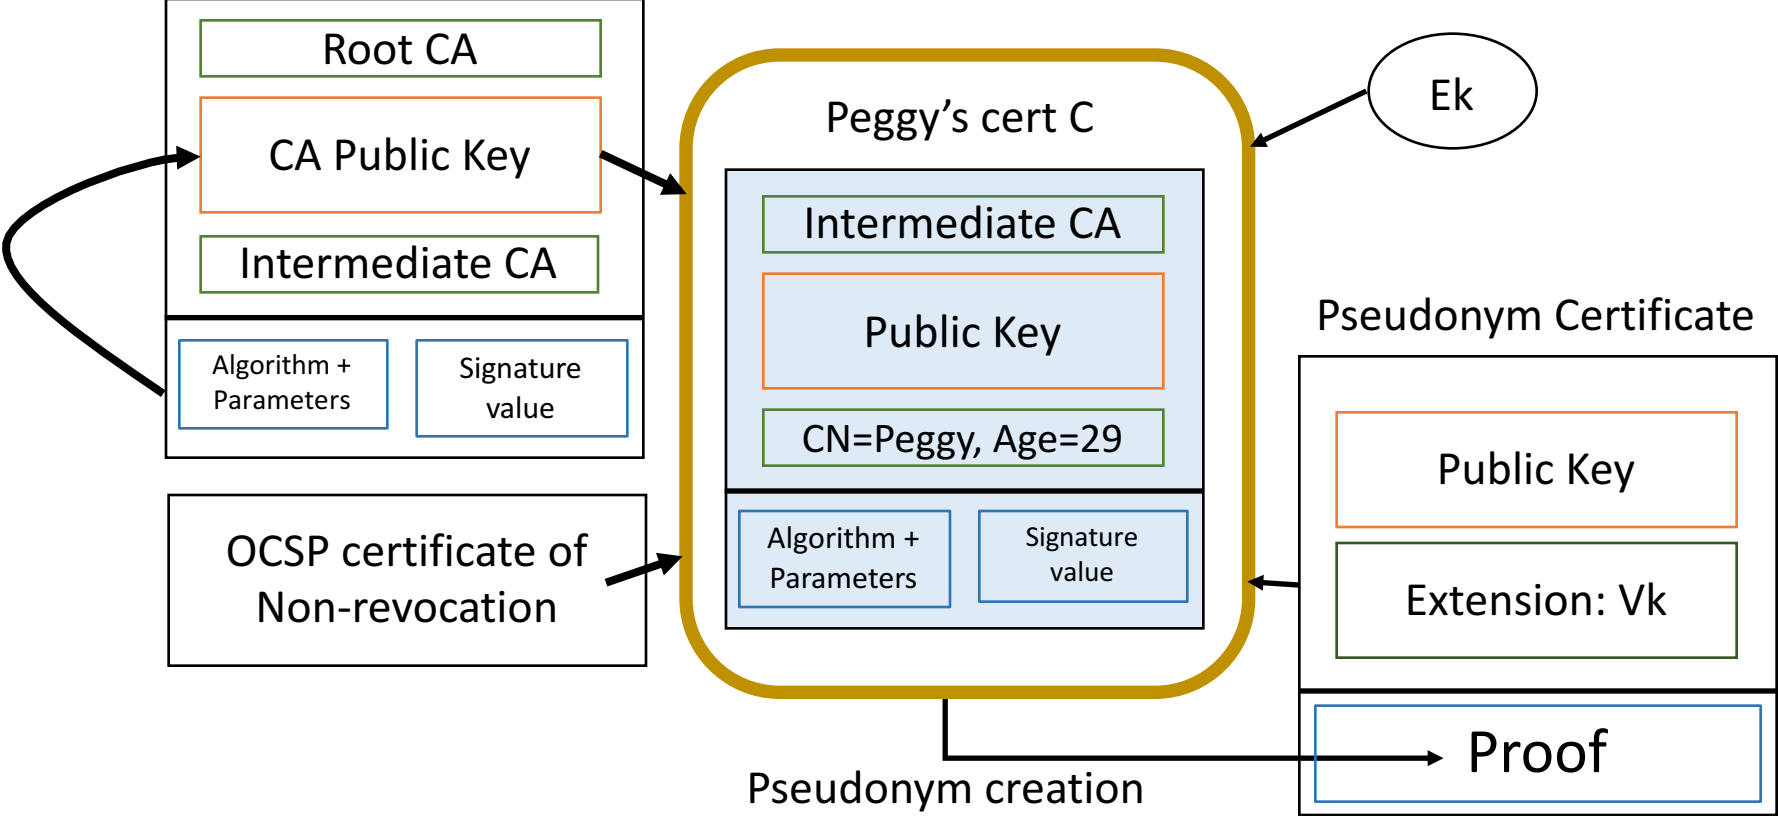 Root CA
CA Public Key
Intermediate CA
Algorithm +
Parameters
Signature
value
OCSP certificate of
Non-revocation
Peggy’s cert C
Intermediate CA
Public Key
CN=Peggy, Age=29
Algorithm +
Parameters
Signature
value
Ek
Pseudonym Certificate
Public Key
Extension: Vk
Proof
Pseudonym creation